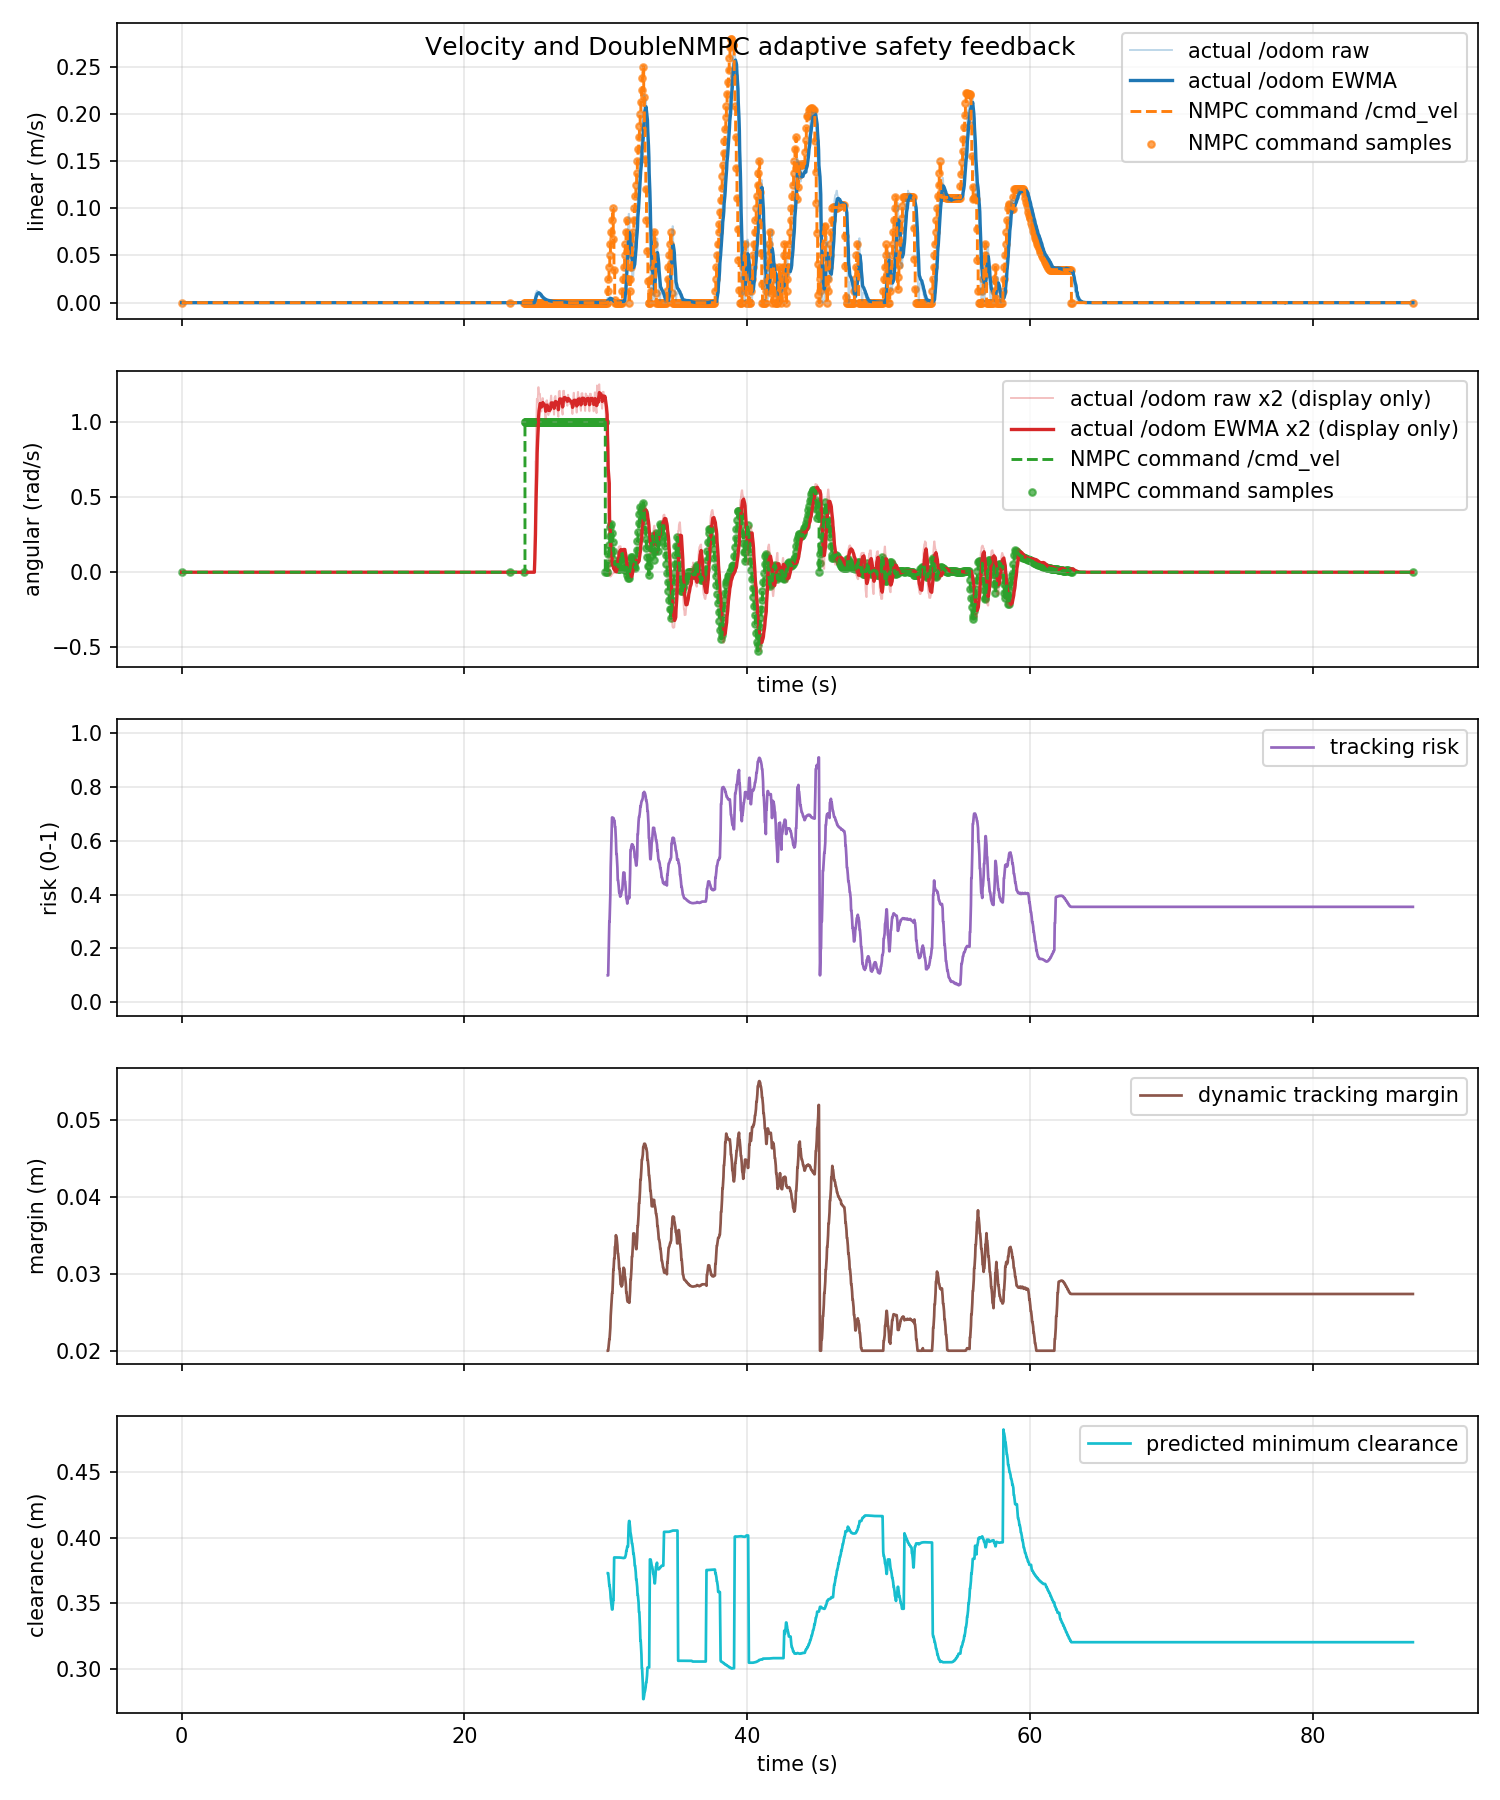 Velocity and DoubleNMPC adaptive safety feedback
actual /odom raw
actual /odom EWMA
NMPC command /cmd_vel
NMPC command samples
linear (m/s)
0.25
0.20
0.15
0.10
0.05
0.00
actual /odom raw x2 (display only)
actual /odom EWMA x2 (display only)
NMPC command /cmd_vel
NMPC command samples
angular (rad/s)
1.0
0.5
0.0
−0.5
time (s)
tracking risk
risk (0-1)
1.0
0.8
0.6
0.4
0.2
0.0
dynamic tracking margin
margin (m)
0.05
0.04
0.03
0.02
predicted minimum clearance
clearance (m)
0.45
0.40
0.35
0.30
0 20 40 60 80
time (s)